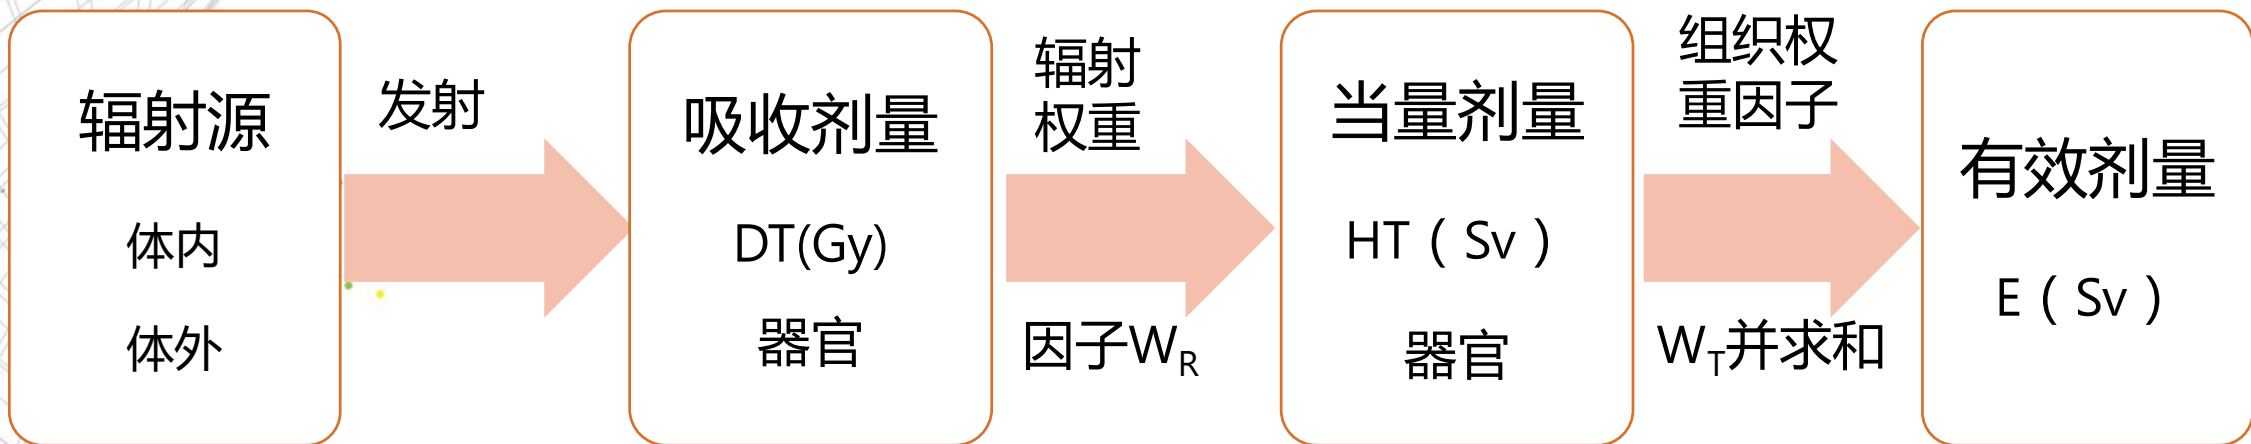 辐射源
体内
体外
发射
吸收剂量
DT(Gy)
器官
辐射
权重
因子WR
当量剂量
HT（Sv）
器官
组织权
重因子
WT并求和
有效剂量
E（Sv）